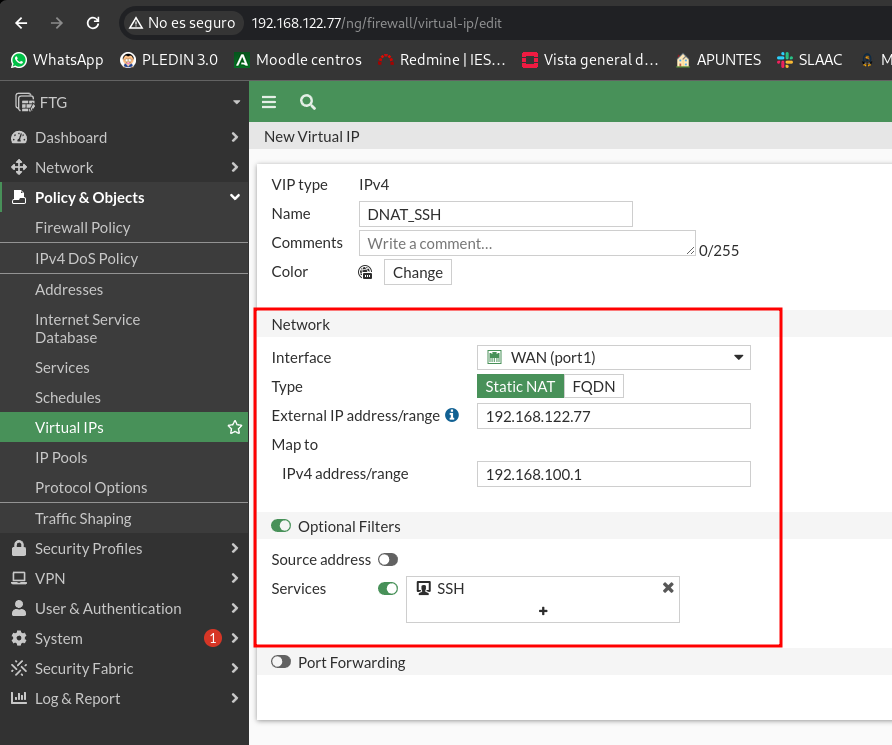 No es seguro 192.168.122.77/ng/firewall/virtual-ip/edit
WhatsApp PLEDIN 3.0 Moodle centros Redmine | IES... Vista general d... APUNTES SLAAC M
FTG
Dashboard
Network
Policy & Objects
Firewall Policy
IPv4 DoS Policy
Addresses
Internet Service
Database
Services
Schedules
Virtual IPs
IP Pools
Protocol Options
Traffic Shaping
Security Profiles
VPN
User & Authentication
System 1
Security Fabric
Log & Report
New Virtual IP
VIP type IPv4
Name DNAT_SSH
Comments Write a comment... 0/255
Color Change
Network
Interface WAN (port1)
Type Static NAT FQDN
External IP address/range 192.168.122.77
Map to
IPv4 address/range 192.168.100.1
Optional Filters
Source address
Services SSH
Port Forwarding